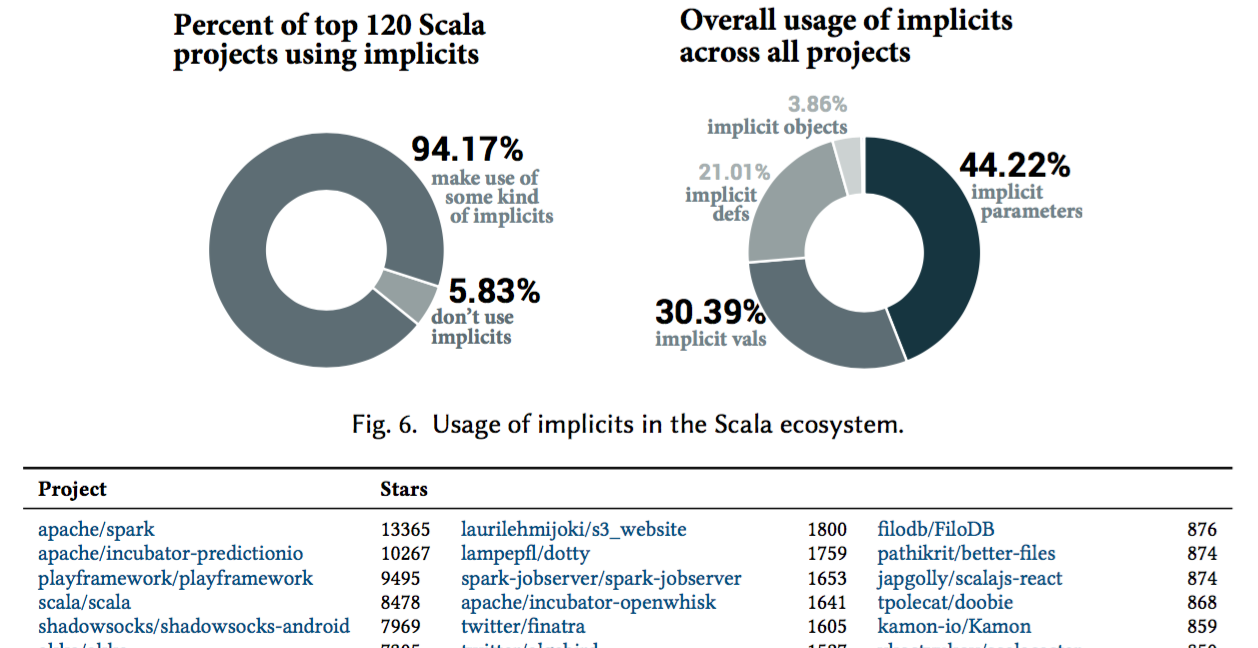 Percent of top 120 Scala
projects using implicits
94.17%
make use of
some kind
of implicits
5.83%
don't use
implicits
Overall usage of implicits
across all projects
3.86%
implicit objects
21.01%
implicit
defs
44.22%
implicit
parameters
30.39%
implicit vals
Fig. 6. Usage of implicits in the Scala ecosystem.
Project Stars
apache/spark 13365 laurilehmijoki/s3_website 1800 filodb/FiloDB 876
apache/incubator-predictionio 10267 lampepfl/dotty 1759 pathikrit/better-files 874
playframework/playframework 9495 spark-jobserver/spark-jobserver 1653 japgolly/scalajs-react 874
scala/scala 8478 apache/incubator-openwhisk 1641 tpolecat/doobie 868
shadowsocks/shadowsocks-android 7969 twitter/finatra 1605 kamon-io/Kamon 859